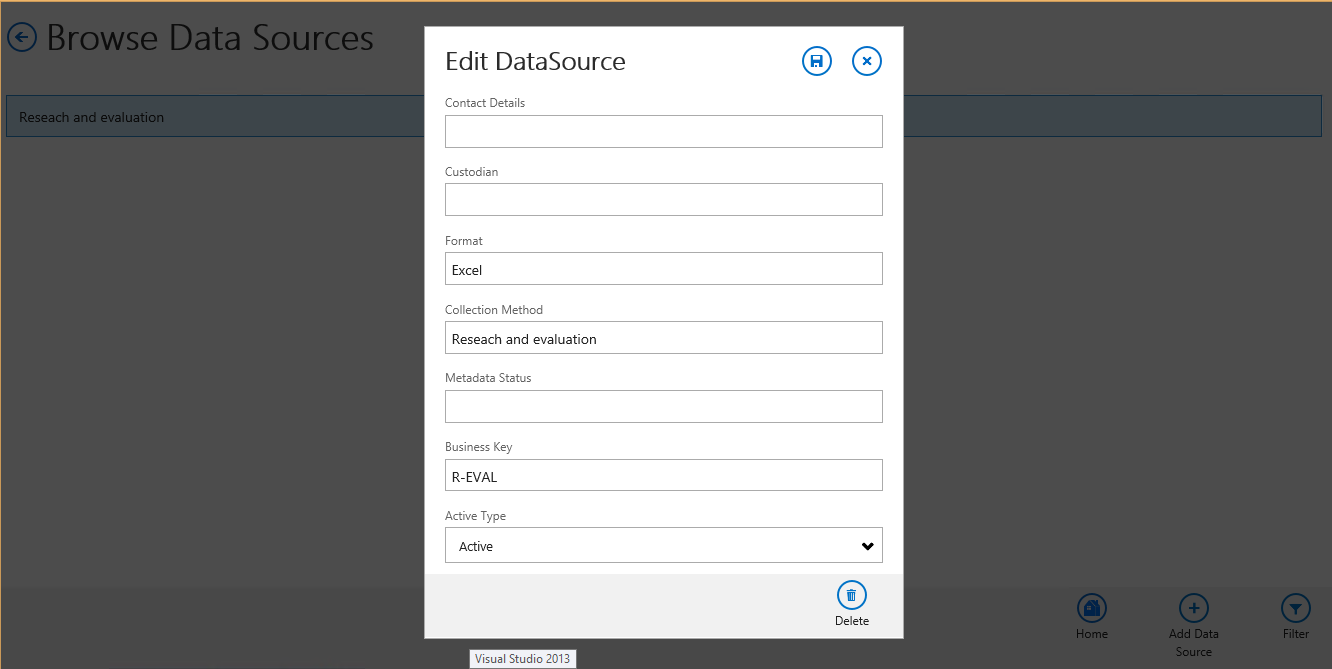 Browse Data Sources
Reseach and evaluation
Edit DataSource
Contact Details
Custodian
Format
Excel
Collection Method
Reseach and evaluation
Metadata Status
Business Key
R-EVAL
Active Type
Active
Delete
Home
Add Data
Source
Filter
Visual Studio 2013